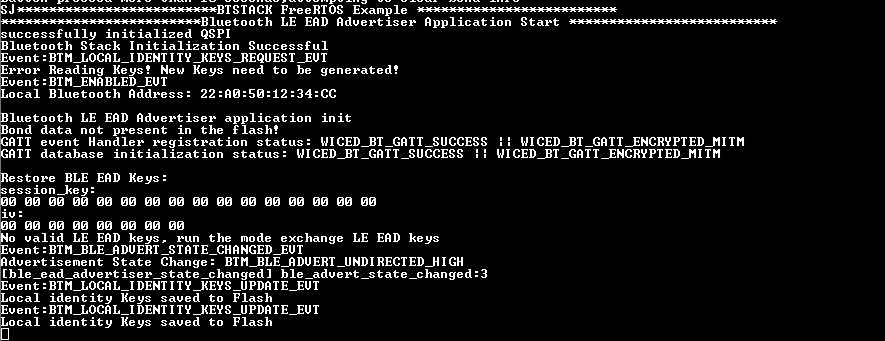 SJ**************************BTSTACK FreeRTOS Example **************************
**************************Bluetooth LE EAD Advertiser Application Start ***************************
successfully initialized QSPI
Bluetooth Stack Initialization Successful
Event:BTM_LOCAL_IDENTITY_KEYS_REQUEST_EVT
Error Reading Keys! New Keys need to be generated!
Event:BTM_ENABLED_EVT
Local Bluetooth Address: 22:A0:50:12:34:CC
Bluetooth LE EAD Advertiser application init
Bond data not present in the flash!
GATT event Handler registration status: WICED_BT_GATT_SUCCESS || WICED_BT_GATT_ENCRYPTED_MITM
GATT database initialization status: WICED_BT_GATT_SUCCESS || WICED_BT_GATT_ENCRYPTED_MITM
Restore BLE EAD Keys:
session_key:
00 00 00 00 00 00 00 00 00 00 00 00 00 00 00 00
iv:
00 00 00 00 00 00 00 00
No valid LE EAD keys, run the mode exchange LE EAD keys
Event:BTM_BLE_ADVERT_STATE_CHANGED_EVT
Advertisement State Change: BTM_BLE_ADVERT_UNDIRECTED_HIGH
[ble_ead_advertiser_state_changed] ble_advert_state_changed:3
Event:BTM_LOCAL_IDENTITY_KEYS_UPDATE_EVT
Local identity Keys saved to Flash
Event:BTM_LOCAL_IDENTITY_KEYS_UPDATE_EVT
Local identity Keys saved to Flash